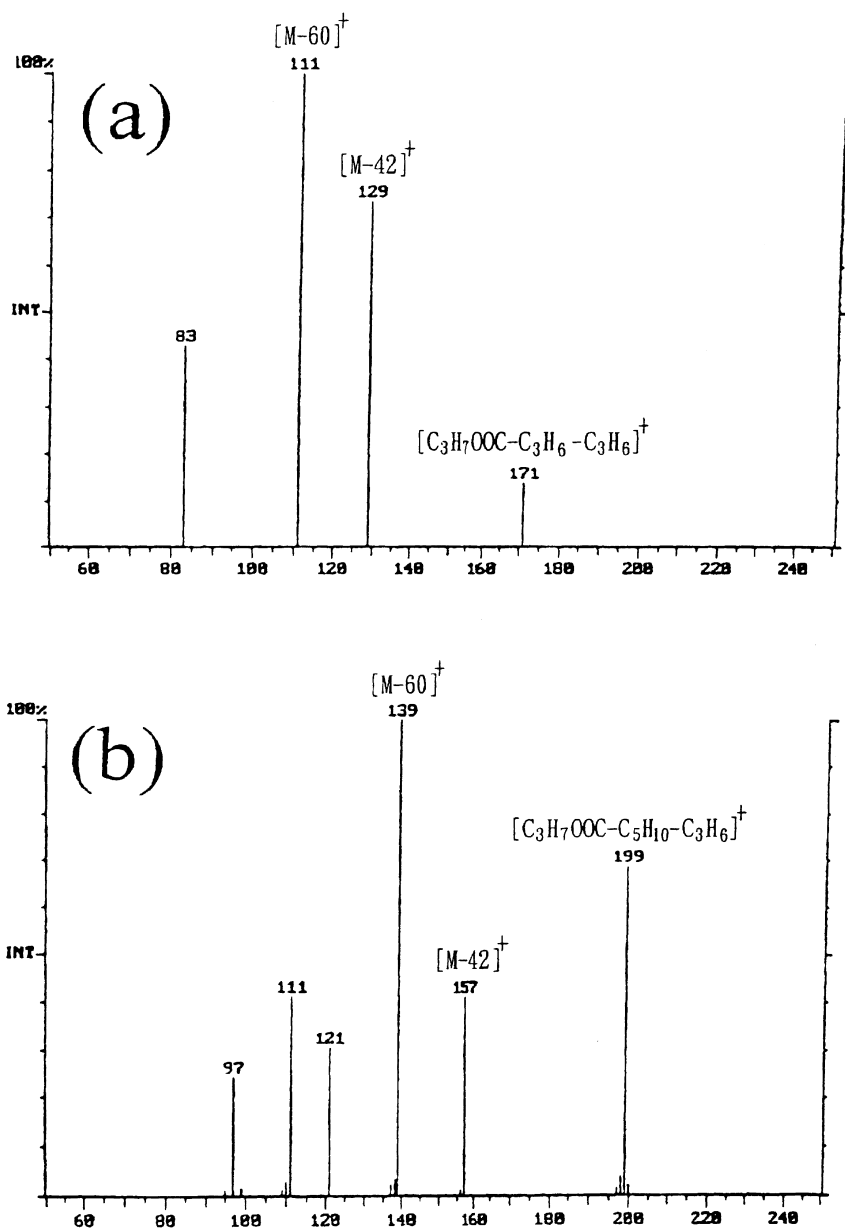 [M-60]⁺
100%
111
(a)
[M-42]⁺
129
INT
83
[C₃H₇OOC-C₃H₆-C₃H₆]⁺
171
60 80 100 120 140 160 180 200 220 240
[M-60]⁺
100%
139
(b)
[C₃H₇OOC-C₅H₁₀-C₃H₆]⁺
199
INT
[M-42]⁺
111
157
121
97
60 80 100 120 140 160 180 200 220 240